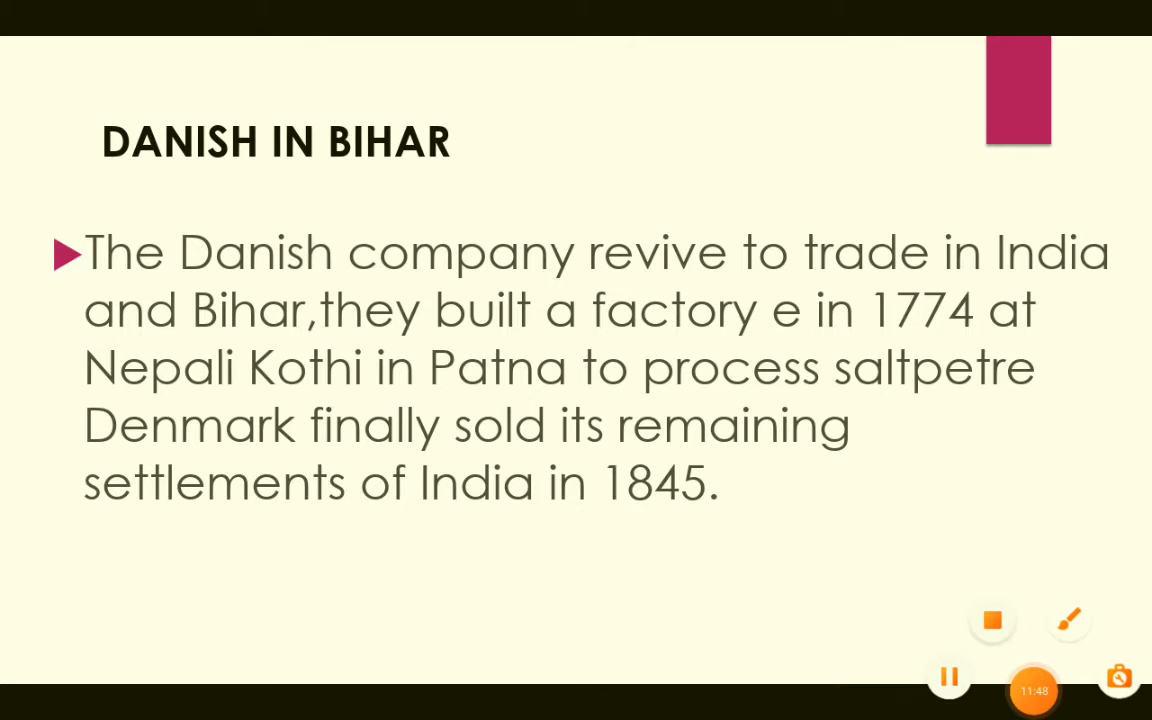 DANISH IN BIHAR
The Danish company revive to trade in India
and Bihar,they built a factory e in 1774 at
Nepali Kothi in Patna to process saltpetre
Denmark finally sold its remaining
settlements of India in 1845.
11:48